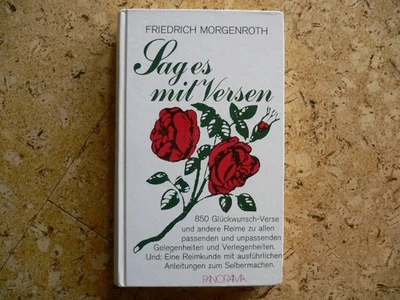 FRIEDRICH MORGENROTH
Sag es
mit Versen
850 Glückwunsch-Verse
und andere Reime zu allen
passenden und unpassenden
Gelegenheiten und Verlegenheiten.
Und: Eine Reimkunde mit ausführlichen
Anleitungen zum Selbermachen.
PANORAMA